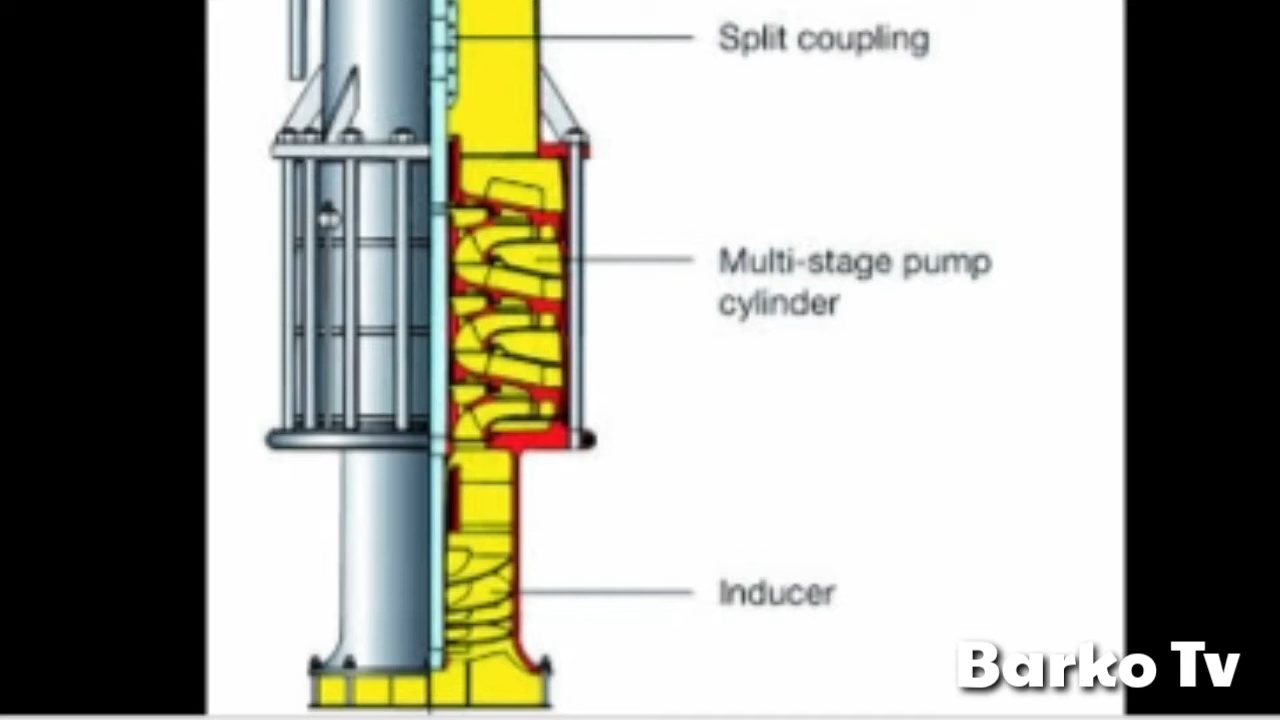 Split coupling
Multi-stage pump
cylinder
Inducer
Barko Tv